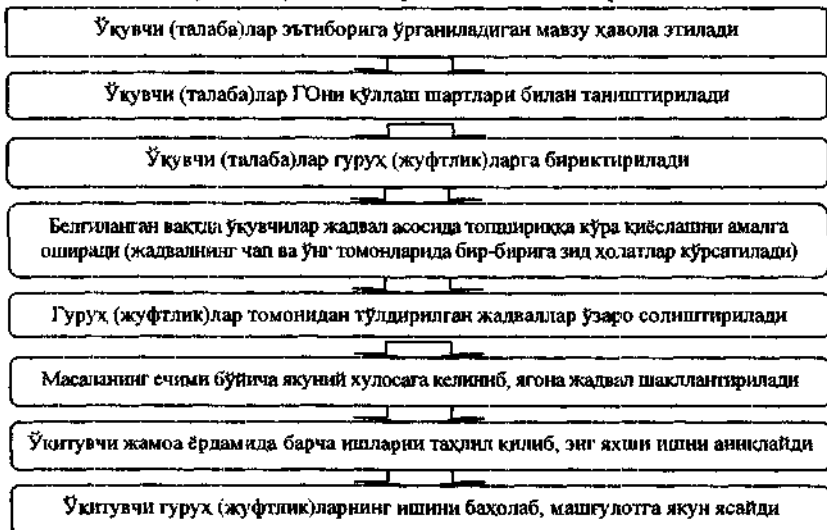 Ўқувчи (талаба)лар эътиборига ўрганиладиган мавзу ҳавола этилади
Ўқувчи (талаба)лар ГОни қўллаш шартлари билан таништирилади
Ўқувчи (талаба)лар гуруҳ (жуфтлик)ларга бириктирилади
Белгиланган вақтда ўқувчилар жадвал асосида топшириққа кўра қиёслашни амалга
оширади (жадвалнинг чап ва ўнг томонларида бир-бирига зид ҳолатлар кўрсатилади)
Гуруҳ (жуфтлик)лар томонидан тўлдирилган жадваллар ўзаро солиштирилади
Масаланинг ечими бўйича якуний хулосага келиниб, ягона жадвал шакллантирилади
Ўқитувчи жамоа ёрдамида барча ишларни таҳлил қилиб, энг яхши ишни аниқлайди
Ўқитувчи гуруҳ (жуфтлик)ларнинг ишини баҳолаб, машғулотга якун ясайди